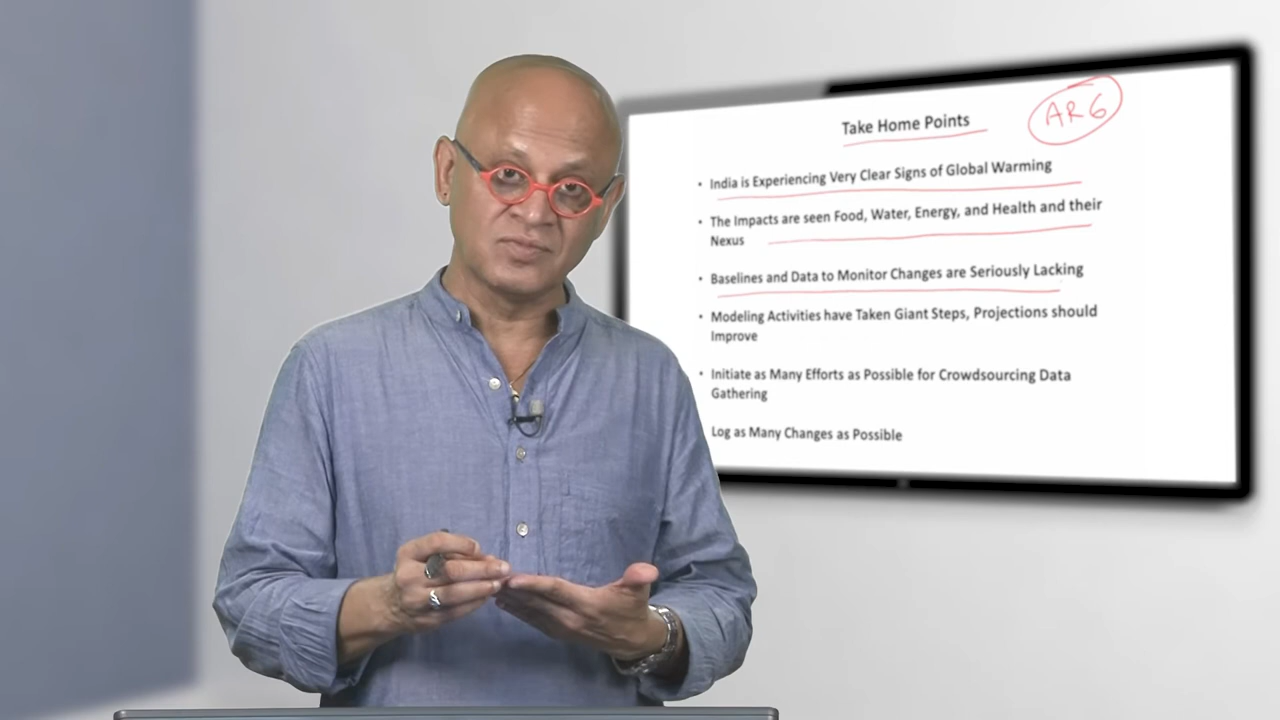 Take Home Points
AR6
• India is Experiencing Very Clear Signs of Global Warming
• The Impacts are seen Food, Water, Energy, and Health and their
Nexus
• Baselines and Data to Monitor Changes are Seriously Lacking
• Modeling Activities have Taken Giant Steps, Projections should
Improve
• Initiate as Many Efforts as Possible for Crowdsourcing Data
Gathering
Log as Many Changes as Possible